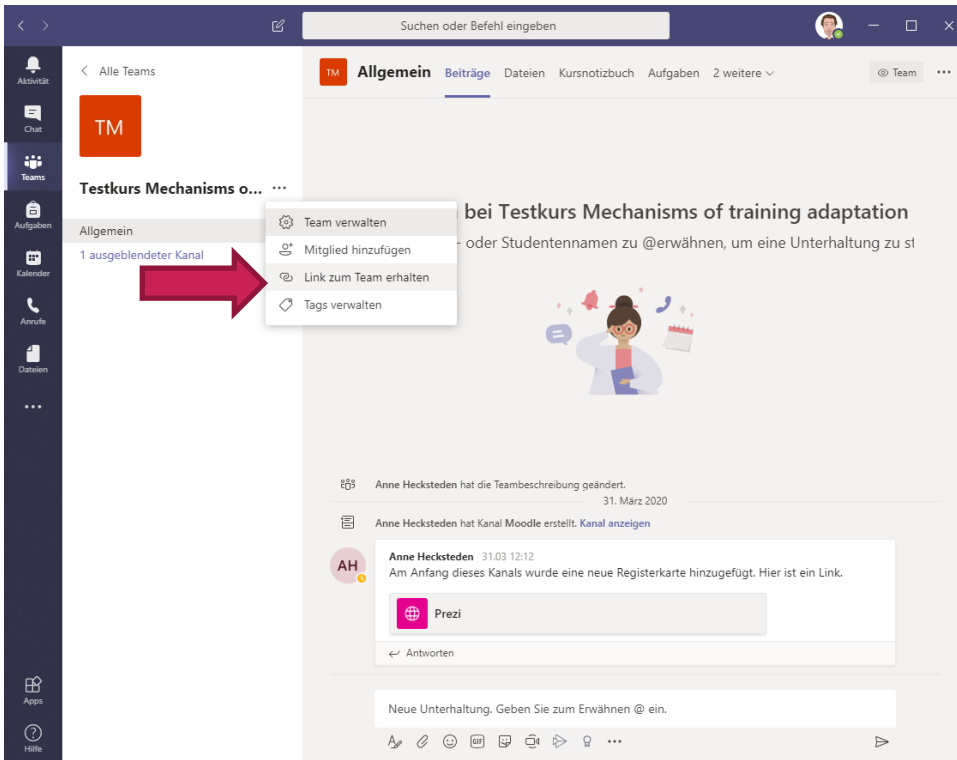 Suchen oder Befehl eingeben
Aktivität
Chat
Teams
Aufgaben
Kalender
Anrufe
Dateien
Apps
Hilfe
Alle Teams
TM
Testkurs Mechanisms o...
Allgemein
1 ausgeblendeter Kanal
Team verwalten
Mitglied hinzufügen
Link zum Team erhalten
Tags verwalten
TM Allgemein Beiträge Dateien Kursnotizbuch Aufgaben 2 weitere Team
bei Testkurs Mechanisms of training adaptation
- oder Studentennamen zu @erwähnen, um eine Unterhaltung zu st
Anne Hecksteden hat die Teambeschreibung geändert.
31. März 2020
Anne Hecksteden hat Kanal Moodle erstellt. Kanal anzeigen
AH
Anne Hecksteden 31.03 12:12
Am Anfang dieses Kanals wurde eine neue Registerkarte hinzugefügt. Hier ist ein Link.
Prezi
Antworten
Neue Unterhaltung. Geben Sie zum Erwähnen @ ein.
GIF